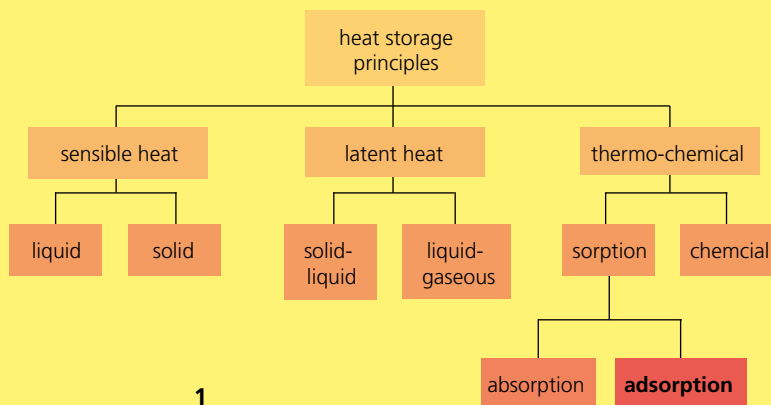 heat storage
principles
sensible heat
latent heat
thermo-chemical
liquid
solid
solid-
liquid
liquid-
gaseous
sorption
chemcial
absorption
adsorption
1